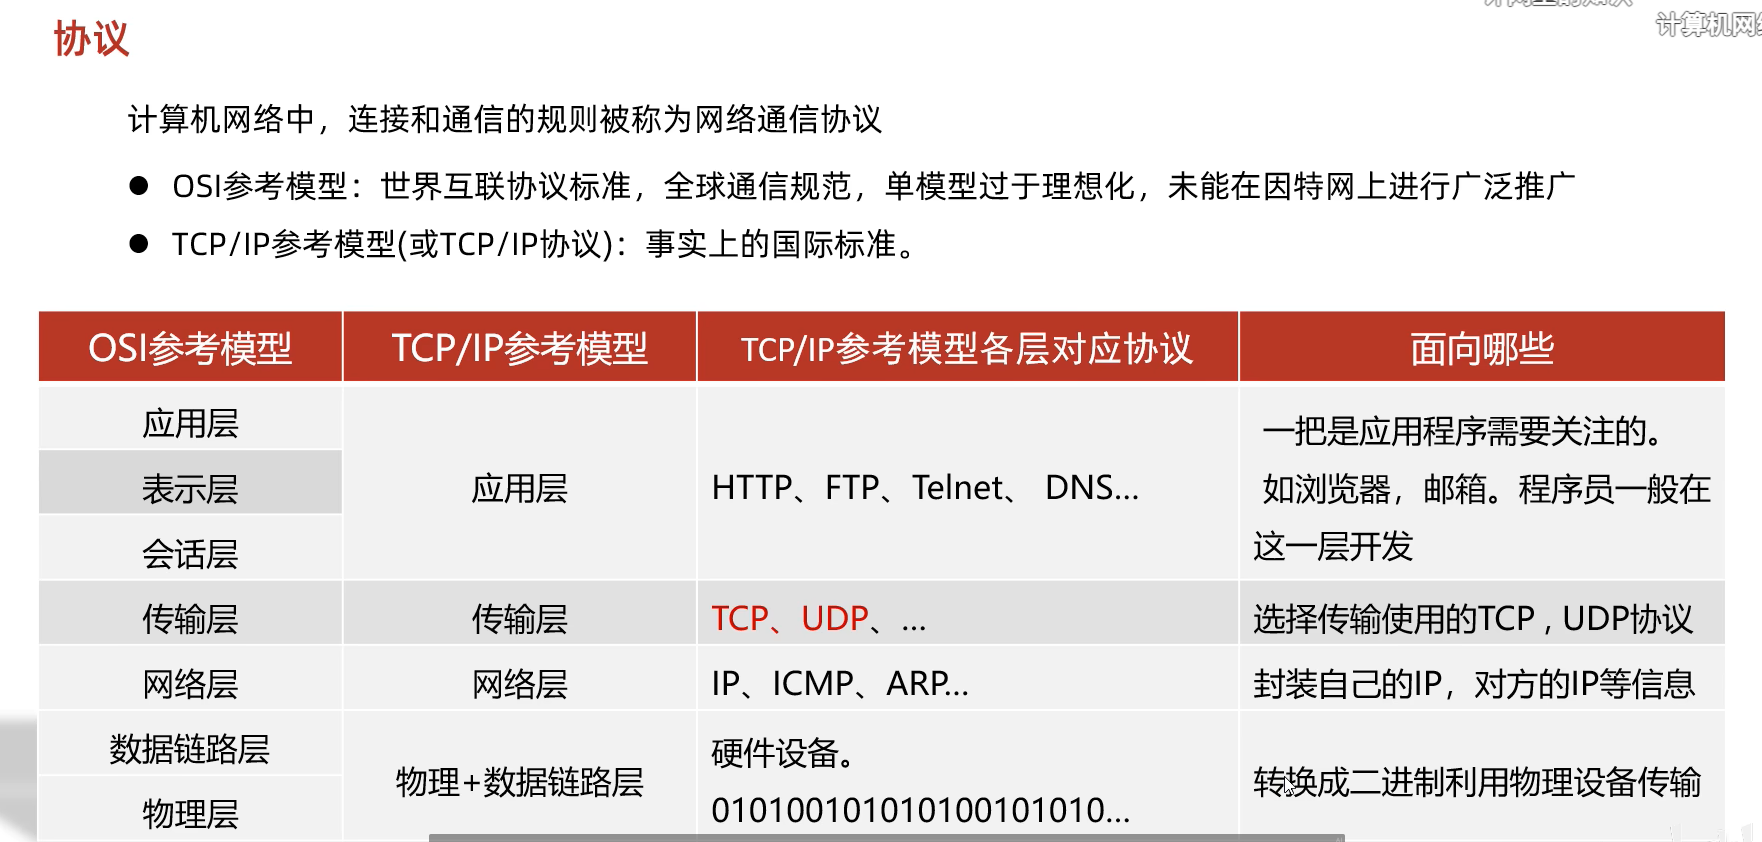 计算机网
协议
计算机网络中，连接和通信的规则被称为网络通信协议
● OSI参考模型：世界互联协议标准，全球通信规范，单模型过于理想化，未能在因特网上进行广泛推广
● TCP/IP参考模型(或TCP/IP协议)：事实上的国际标准。
OSI参考模型 TCP/IP参考模型 TCP/IP参考模型各层对应协议 面向哪些
应用层
表示层
会话层
应用层
HTTP、FTP、Telnet、 DNS...
一把是应用程序需要关注的。
如浏览器，邮箱。程序员一般在
这一层开发
传输层 传输层 TCP、UDP、... 选择传输使用的TCP , UDP协议
网络层 网络层 IP、ICMP、ARP... 封装自己的IP，对方的IP等信息
数据链路层
物理层
物理+数据链路层
硬件设备。
010100101010100101010...
转换成二进制利用物理设备传输